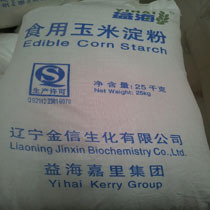 益海
食用玉米淀粉
Edible Corn Starch
生产许可
净含量: 25 千克
Net Weight: 25kg
辽宁金信生化有限公司
Liaoning Jinxin Biochemistry Co.,Ltd.
益海嘉里集团
Yihai Kerry Group